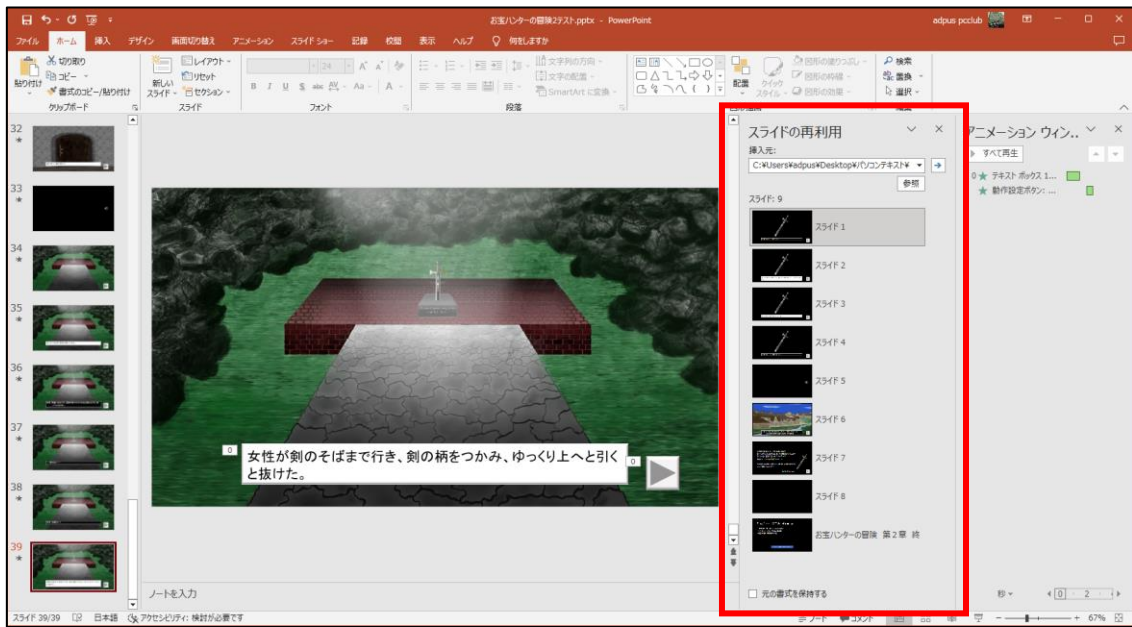 お宝ハンターの冒険2テスト.pptx - PowerPoint
adpus pcclub
ファイル ホーム 挿入 デザイン 画面切り替え アニメーション スライド ショー 記録 校閲 表示 ヘルプ 何をしますか
貼り付け
切り取り
コピー
書式のコピー/貼り付け
クリップボード
新しい
スライド
レイアウト
リセット
セクション
スライド
24
フォント
文字列の方向
文字の配置
SmartArt に変換
段落
配置
クイック
スタイル
図形の塗りつぶし
図形の枠線
図形の効果
検索
置換
選択
編集
32
33
34
35
36
37
38
39
0
女性が剣のそばまで行き、剣の柄をつかみ、ゆっくり上へと引く
と抜けた。
0
ノートを入力
スライドの再利用
挿入元:
C:¥Users¥adpus¥Desktop¥パソコンテキスト¥
参照
スライド: 9
スライド 1
スライド 2
スライド 3
スライド 4
スライド 5
スライド 6
スライド 7
スライド 8
お宝ハンターの冒険 第2章 終
元の書式を保持する
ニメーション ウィン..
すべて再生
0 テキスト ボックス 1...
動作設定ボタン: ...
秒 0 2
スライド 39/39 日本語 アクセシビリティ: 検討が必要です
ノート コメント 67%